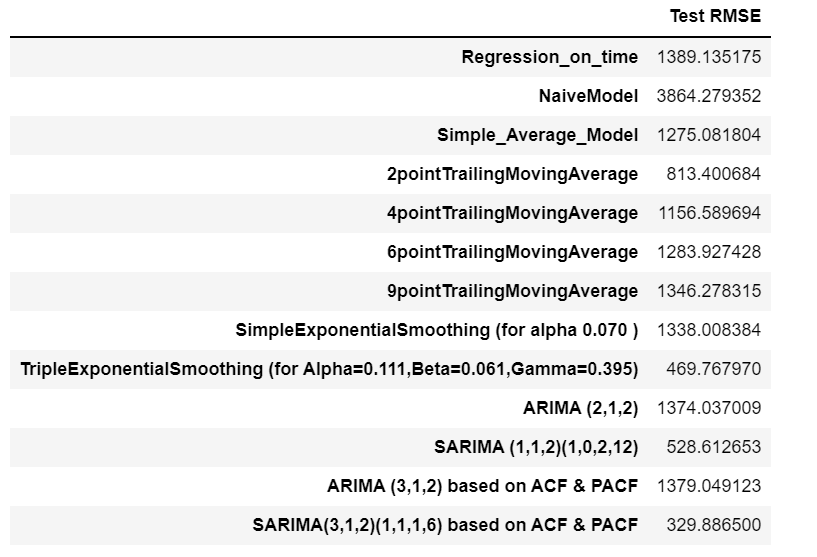 Test RMSE
Regression_on_time 1389.135175
NaiveModel 3864.279352
Simple_Average_Model 1275.081804
2pointTrailingMovingAverage 813.400684
4pointTrailingMovingAverage 1156.589694
6pointTrailingMovingAverage 1283.927428
9pointTrailingMovingAverage 1346.278315
SimpleExponentialSmoothing (for alpha 0.070 ) 1338.008384
TripleExponentialSmoothing (for Alpha=0.111,Beta=0.061,Gamma=0.395) 469.767970
ARIMA (2,1,2) 1374.037009
SARIMA (1,1,2)(1,0,2,12) 528.612653
ARIMA (3,1,2) based on ACF & PACF 1379.049123
SARIMA(3,1,2)(1,1,1,6) based on ACF & PACF 329.886500